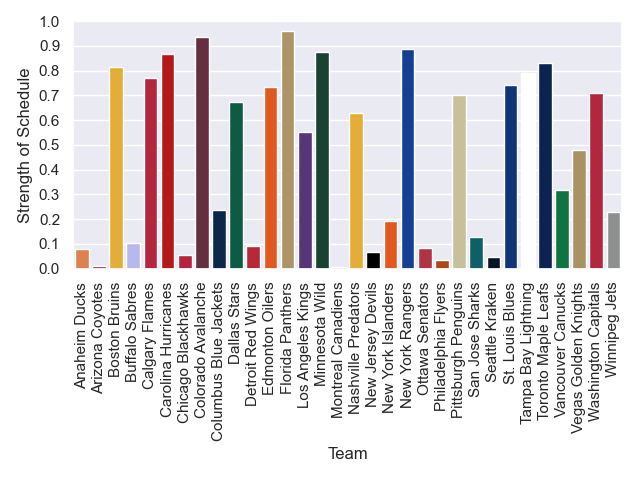 1.0
0.9
0.8
0.7
0.6
0.5
0.4
0.3
0.2
0.1
0.0
Strength of Schedule
Anaheim Ducks
Arizona Coyotes
Boston Bruins
Buffalo Sabres
Calgary Flames
Carolina Hurricanes
Chicago Blackhawks
Colorado Avalanche
Columbus Blue Jackets
Dallas Stars
Detroit Red Wings
Edmonton Oilers
Florida Panthers
Los Angeles Kings
Minnesota Wild
Montreal Canadiens
Nashville Predators
New Jersey Devils
New York Islanders
New York Rangers
Ottawa Senators
Philadelphia Flyers
Pittsburgh Penguins
San Jose Sharks
Seattle Kraken
St. Louis Blues
Tampa Bay Lightning
Toronto Maple Leafs
Vancouver Canucks
Vegas Golden Knights
Washington Capitals
Winnipeg Jets
Team